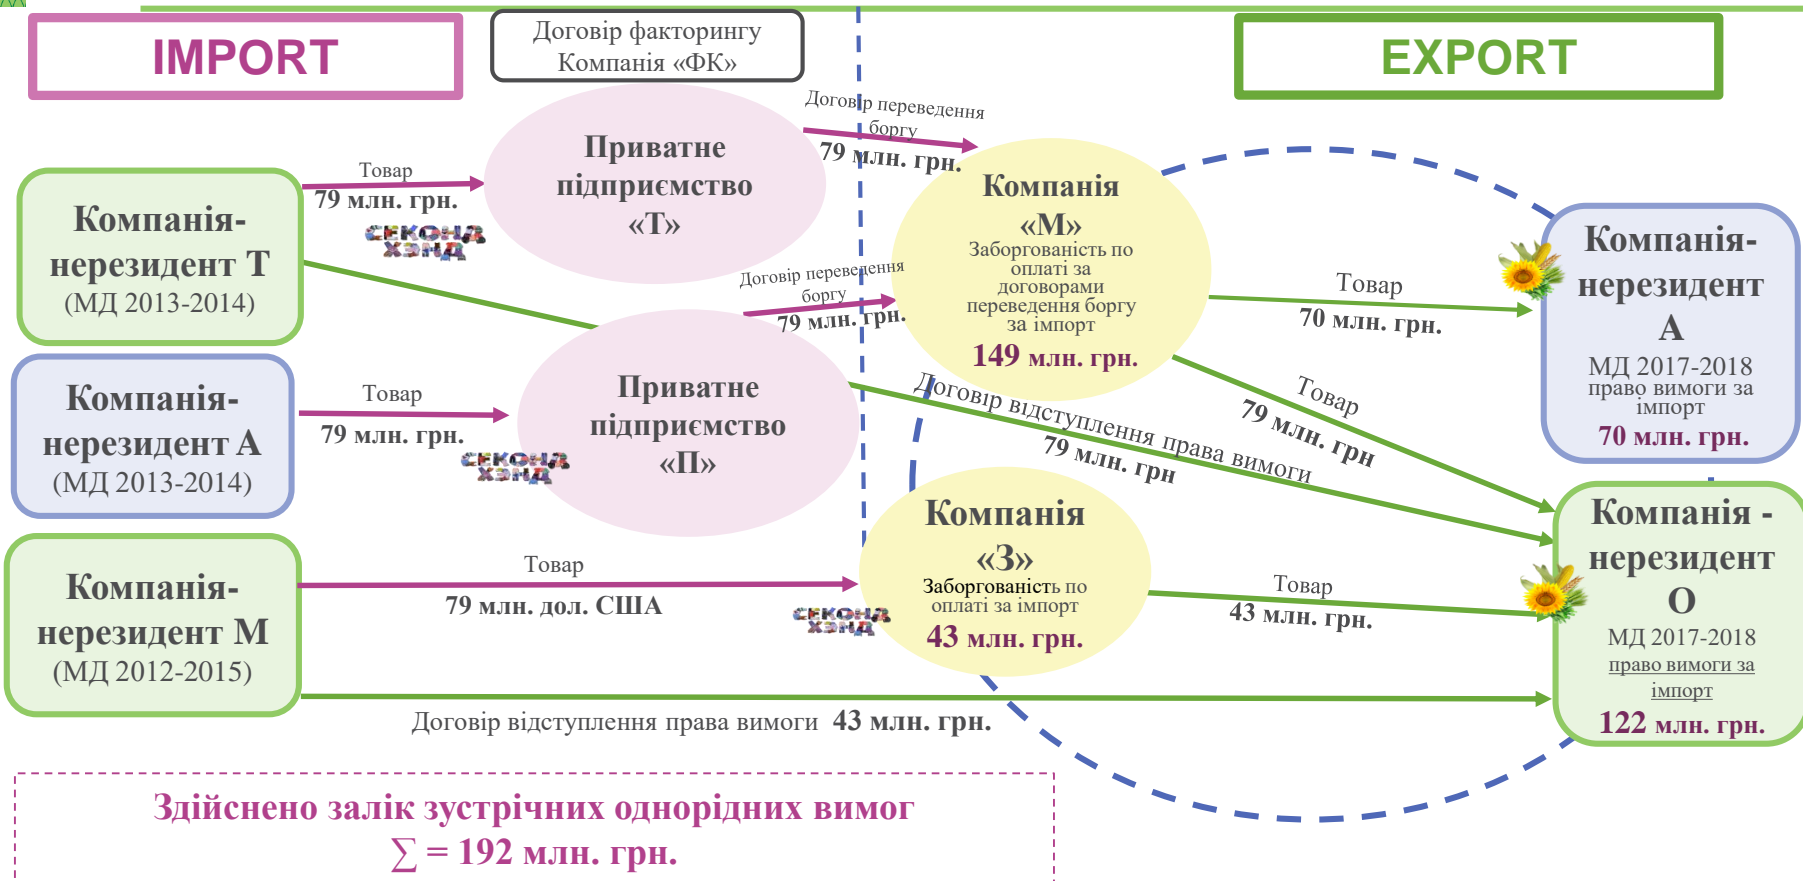 IMPORT
Договір факторингу
Компанія «ФК»
EXPORT
Компанія-
нерезидент Т
(МД 2013-2014)
Товар
79 млн. грн.
СЕКОНД
ХЭНД
Приватне
підприємство
«Т»
Договір переведення
боргу
79 млн. грн.
Компанія-
нерезидент А
(МД 2013-2014)
Товар
79 млн. грн.
СЕКОНД
ХЭНД
Приватне
підприємство
«П»
Договір переведення
боргу
79 млн. грн.
Компанія
«М»
Заборгованість по
оплаті за
договорами
переведення боргу
за імпорт
149 млн. грн.
Товар
70 млн. грн.
Товар
79 млн. грн
Договір відступлення права вимоги
79 млн. грн
Компанія-
нерезидент
А
МД 2017-2018
право вимоги за
імпорт
70 млн. грн.
Компанія-
нерезидент М
(МД 2012-2015)
Товар
79 млн. дол. США
СЕКОНД
ХЭНД
Компанія
«З»
Заборгованість по
оплаті за імпорт
43 млн. грн.
Товар
43 млн. грн.
Компанія -
нерезидент
О
МД 2017-2018
право вимоги за
імпорт
122 млн. грн.
Договір відступлення права вимоги 43 млн. грн.
Здійснено залік зустрічних однорідних вимог
∑ = 192 млн. грн.